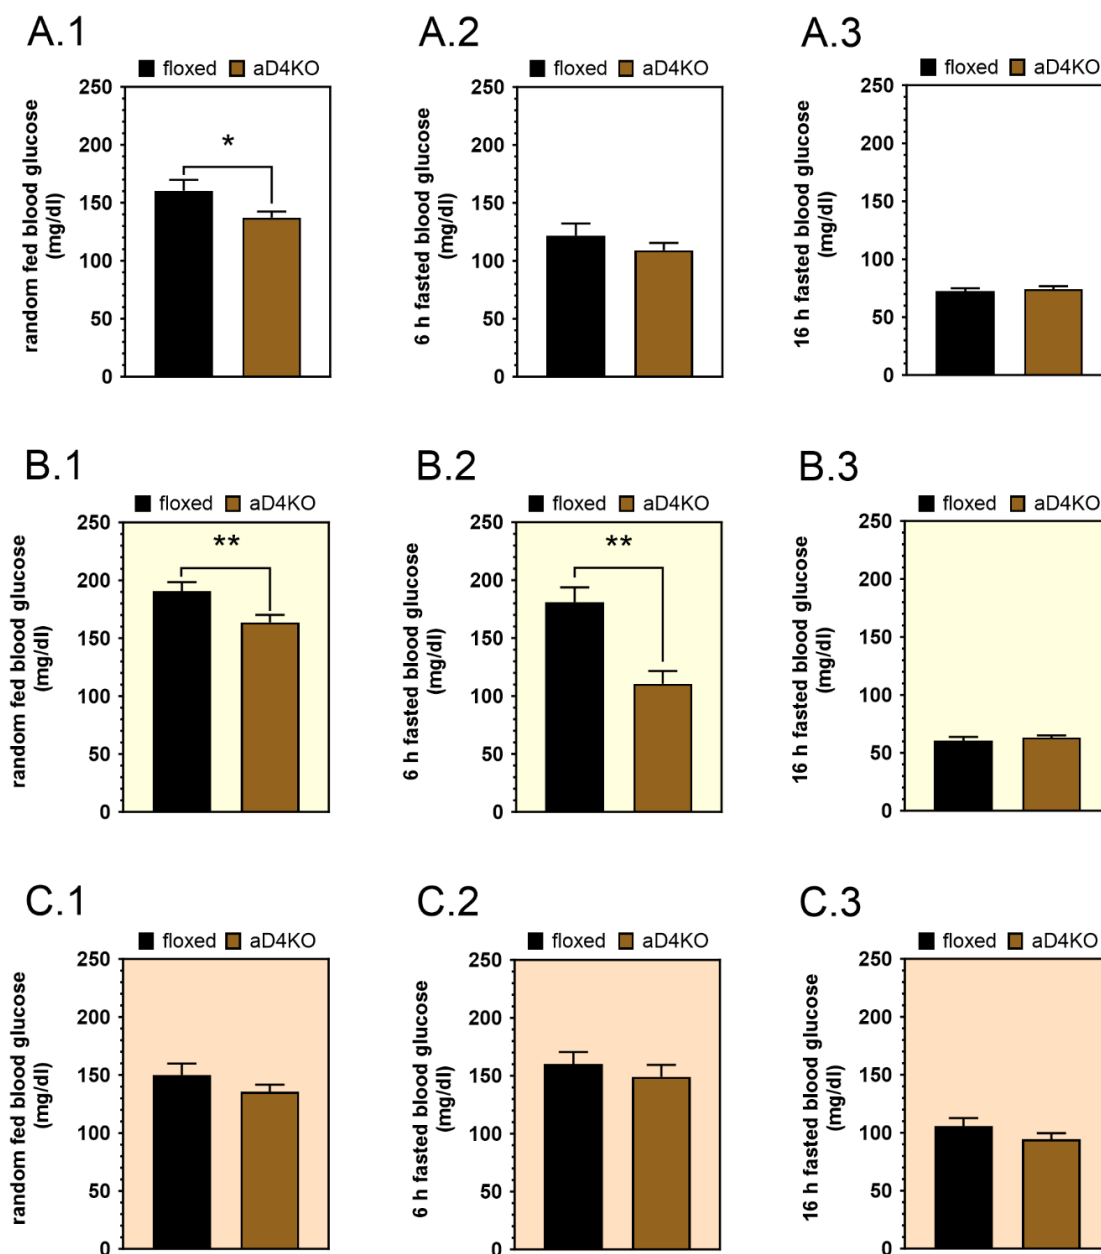 A.1
floxed aD4KO
random fed blood glucose
(mg/dl)
250
200
150
100
50
0
*
A.2
floxed aD4KO
6 h fasted blood glucose
(mg/dl)
250
200
150
100
50
0
A.3
floxed aD4KO
16 h fasted blood glucose
(mg/dl)
250
200
150
100
50
0
B.1
floxed aD4KO
random fed blood glucose
(mg/dl)
250
200
150
100
50
0
**
B.2
floxed aD4KO
6 h fasted blood glucose
(mg/dl)
250
200
150
100
50
0
**
B.3
floxed aD4KO
16 h fasted blood glucose
(mg/dl)
250
200
150
100
50
0
C.1
floxed aD4KO
random fed blood glucose
(mg/dl)
250
200
150
100
50
0
C.2
floxed aD4KO
6 h fasted blood glucose
(mg/dl)
250
200
150
100
50
0
C.3
floxed aD4KO
16 h fasted blood glucose
(mg/dl)
250
200
150
100
50
0